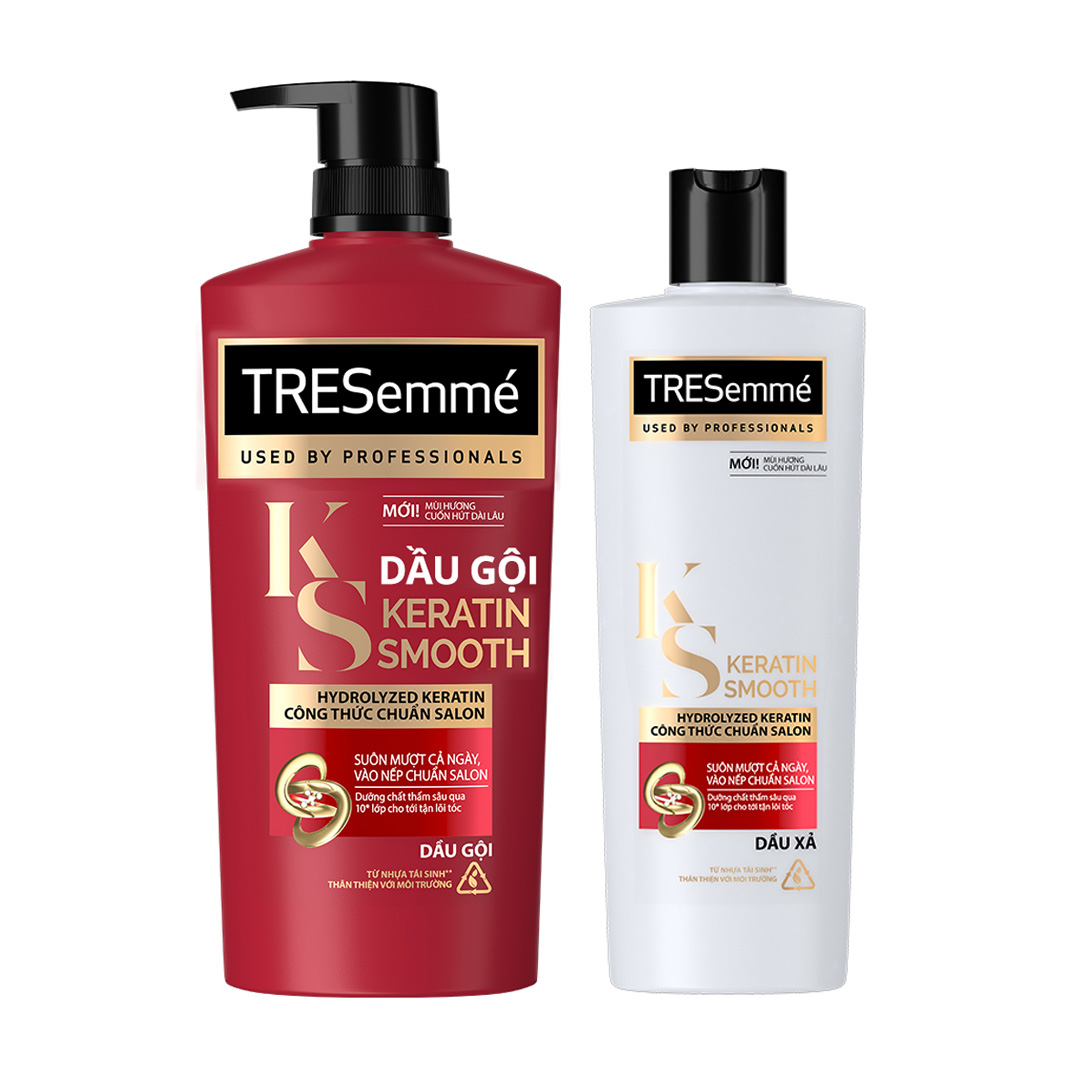 TRESemmé
USED BY PROFESSIONALS
MỚI! MÙI HƯƠNG
CUỐN HÚT DÀI LÂU
KS
DẦU GỘI
KERATIN
SMOOTH
HYDROLYZED KERATIN
CÔNG THỨC CHUẨN SALON
SUÔN MƯỢT CẢ NGÀY,
VÀO NẾP CHUẨN SALON
Dưỡng chất thấm sâu qua
10* lớp cho tới tận lõi tóc
DẦU GỘI
TỪ NHỰA TÁI SINH**
THÂN THIỆN VỚI MÔI TRƯỜNG
TRESemmé
USED BY PROFESSIONALS
MỚI! MÙI HƯƠNG
CUỐN HÚT DÀI LÂU
KS
KERATIN
SMOOTH
HYDROLYZED KERATIN
CÔNG THỨC CHUẨN SALON
SUÔN MƯỢT CẢ NGÀY,
VÀO NẾP CHUẨN SALON
Dưỡng chất thấm sâu qua
10* lớp cho tới tận lõi tóc
DẦU XẢ
TỪ NHỰA TÁI SINH**
THÂN THIỆN VỚI MÔI TRƯỜNG